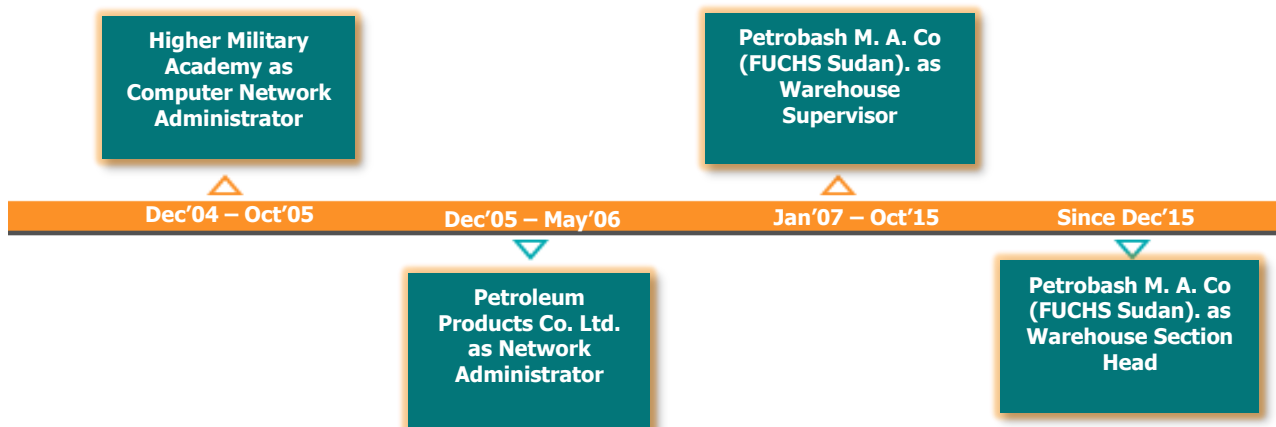 Higher Military
Academy as
Computer Network
Administrator
Petrobash M. A. Co
(FUCHS Sudan). as
Warehouse
Supervisor
Dec’04 – Oct’05
Dec’05 – May’06
Jan’07 – Oct’15
Since Dec’15
Petroleum
Products Co. Ltd.
as Network
Administrator
Petrobash M. A. Co
(FUCHS Sudan). as
Warehouse Section
Head